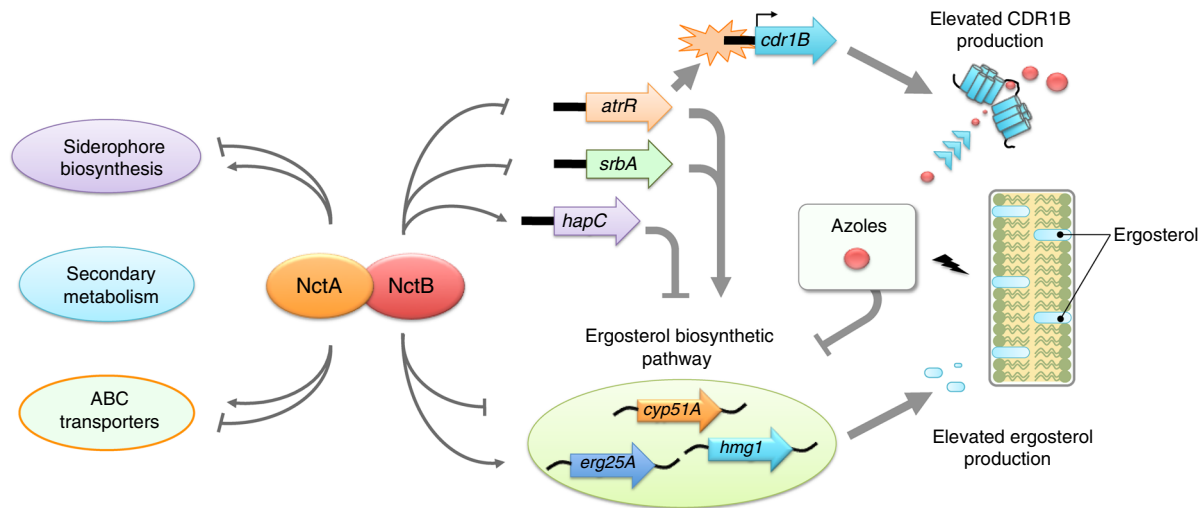 Siderophore
biosynthesis
Secondary
metabolism
ABC
transporters
NctA
NctB
atrR
srbA
hapC
cdr1B
Elevated CDR1B
production
Azoles
Ergosterol
Ergosterol biosynthetic
pathway
cyp51A
erg25A
hmg1
Elevated ergosterol
production